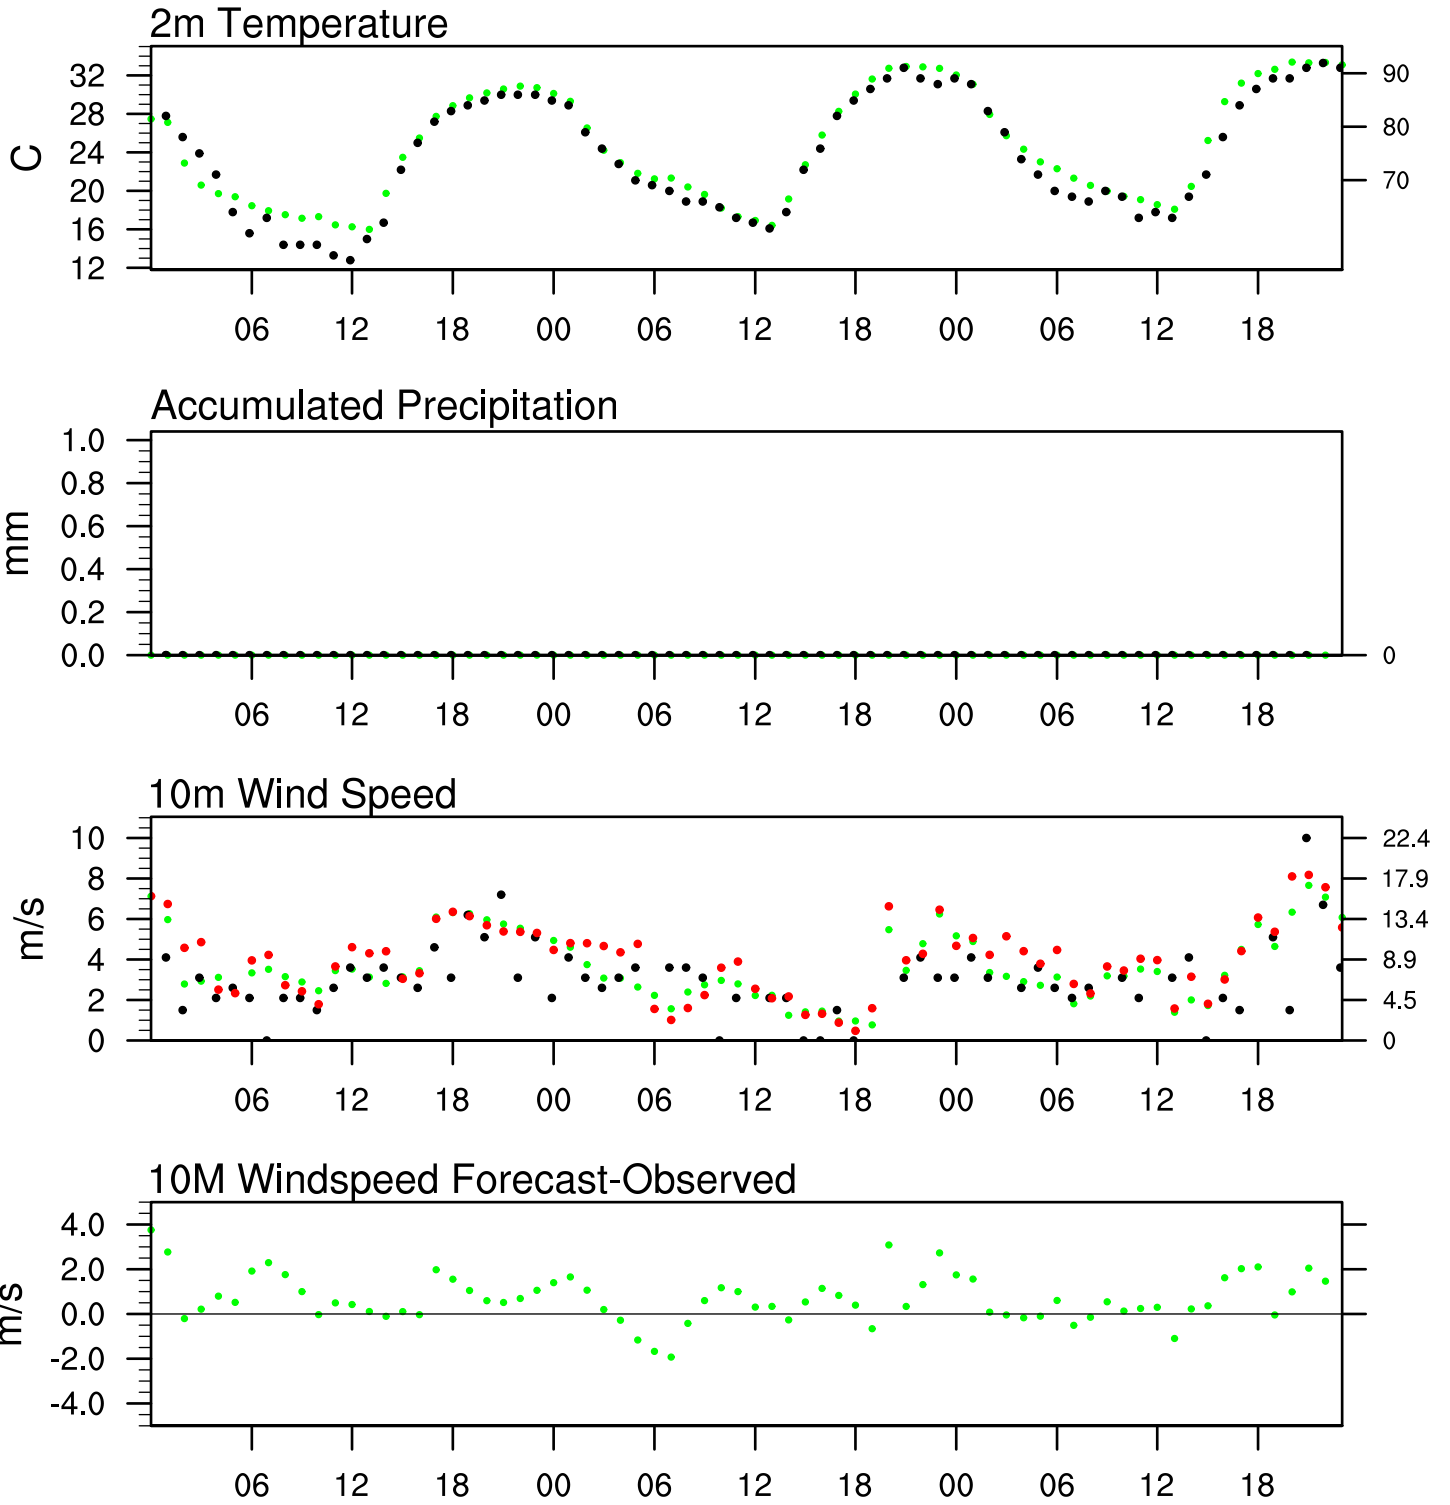 2m Temperature
C
32
28
24
20
16
12
90
80
70
06 12 18 00 06 12 18 00 06 12 18
Accumulated Precipitation
mm
1.0
0.8
0.6
0.4
0.2
0.0
0
06 12 18 00 06 12 18 00 06 12 18
10m Wind Speed
m/s
10
8
6
4
2
0
22.4
17.9
13.4
8.9
4.5
0
06 12 18 00 06 12 18 00 06 12 18
10M Windspeed Forecast-Observed
m/s
4.0
2.0
0.0
-2.0
-4.0
06 12 18 00 06 12 18 00 06 12 18